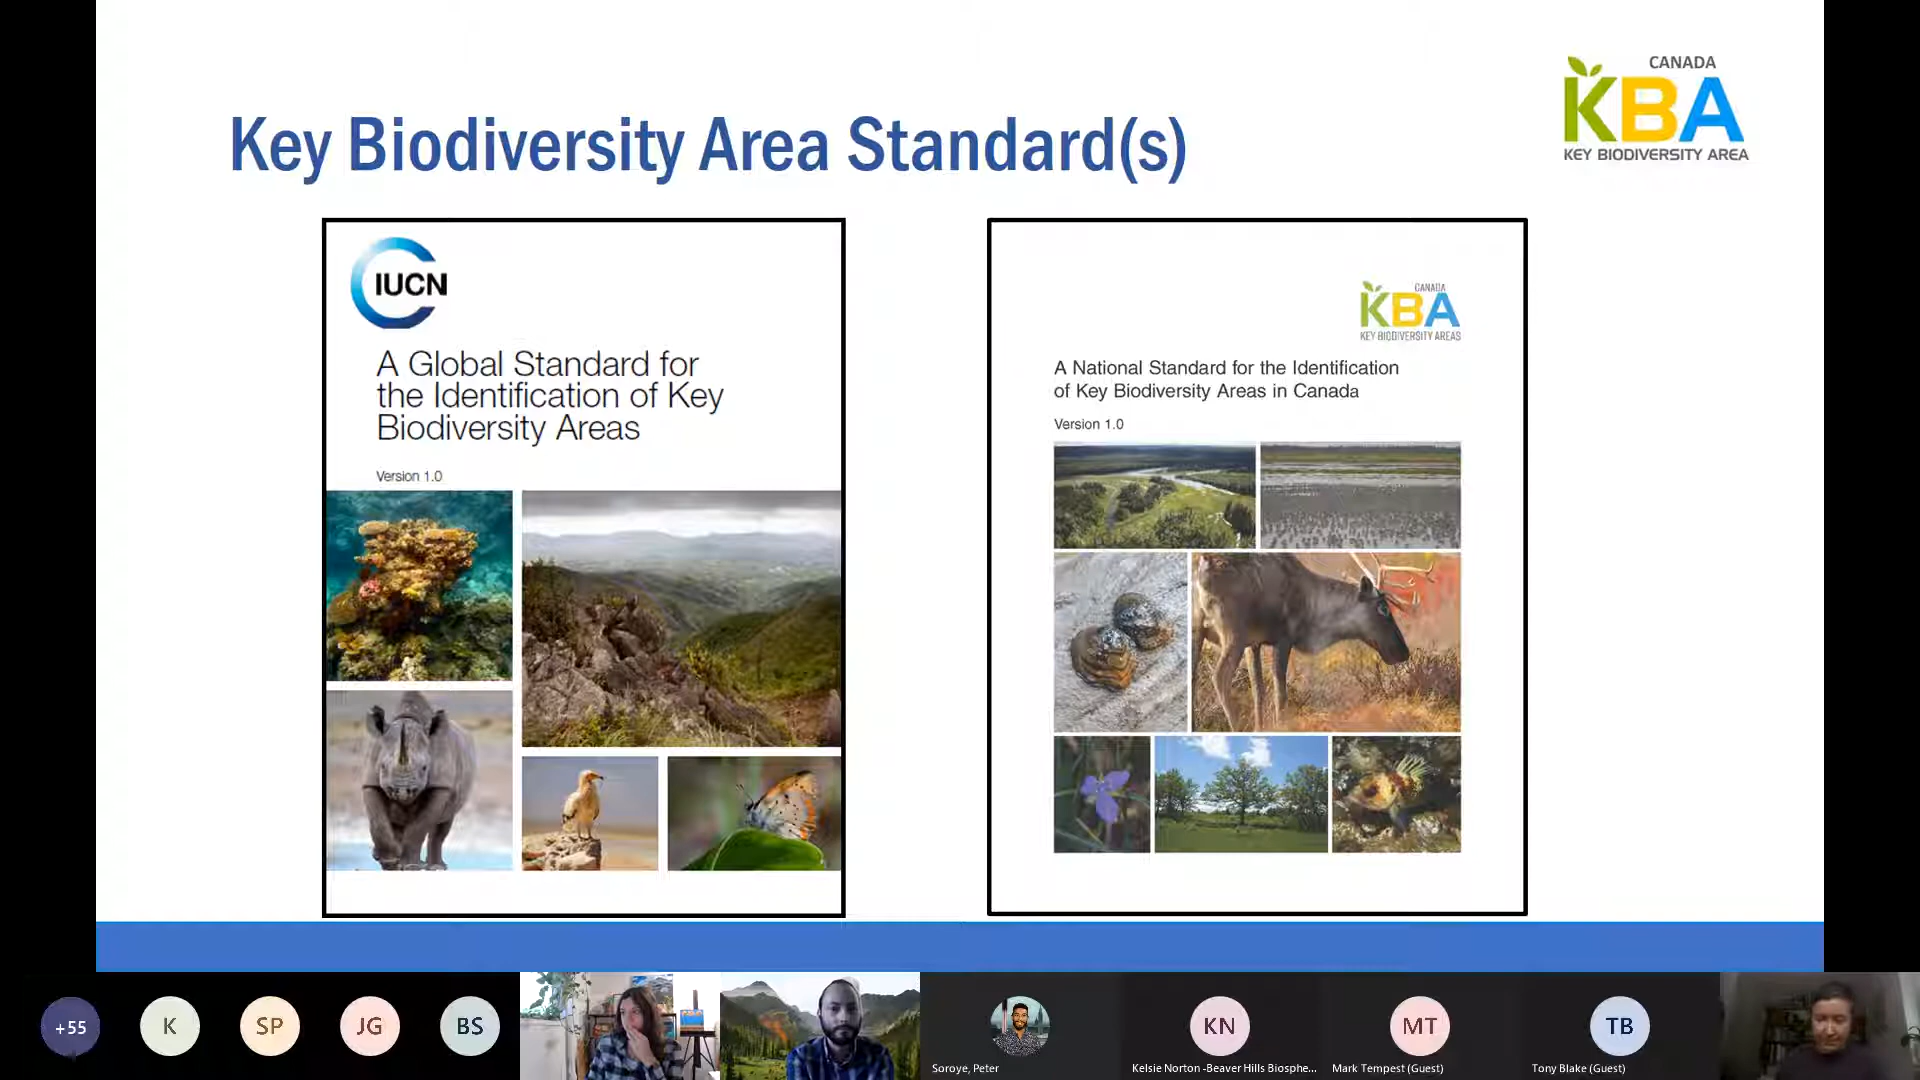 CANADA
KBA
KEY BIODIVERSITY AREA
Key Biodiversity Area Standard(s)
IUCN
A Global Standard for
the Identification of Key
Biodiversity Areas
Version 1.0
CANADA
KBA
KEY BIODIVERSITY AREAS
A National Standard for the Identification
of Key Biodiversity Areas in Canada
Version 1.0
+55
K
SP
JG
BS
Soroye, Peter
KN
Kelsie Norton -Beaver Hills Biosphe...
MT
Mark Tempest (Guest)
TB
Tony Blake (Guest)